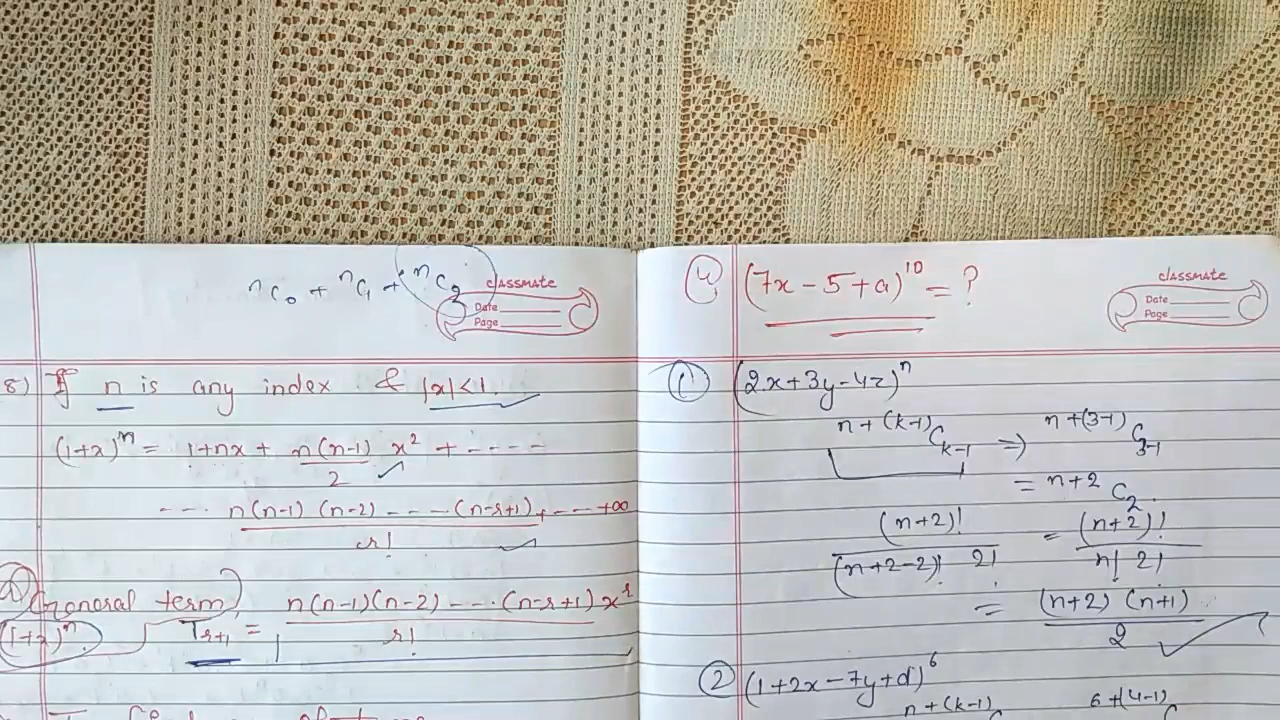 ⁿC₀ + ⁿC₁ + ⁿC₂
CLASSMATE
Date
Page
8) If n is any index & |x|<1.
(1+x)ⁿ = 1+nx + n(n-1)/2 x² + ----
--- n(n-1)(n-2)----(n-r+1)/r! + --- +∞
General term
(1+x)ⁿ Tr+1 = n(n-1)(n-2)----(n-r+1)xʳ/r!
4) (7x-5+a)¹⁰ = ?
CLASSMATE
Date
Page
① (2x+3y-4z)ⁿ
n+(k-1)Ck-1 ⇒ n+(3-1)C3-1
= n+2C2
(n+2)!/(n+2-2)! 2! = (n+2)!/n! 2!
= (n+2)(n+1)/2
② (1+2x-7y+d)⁶
n+(k-1)C 6+(4-1)C